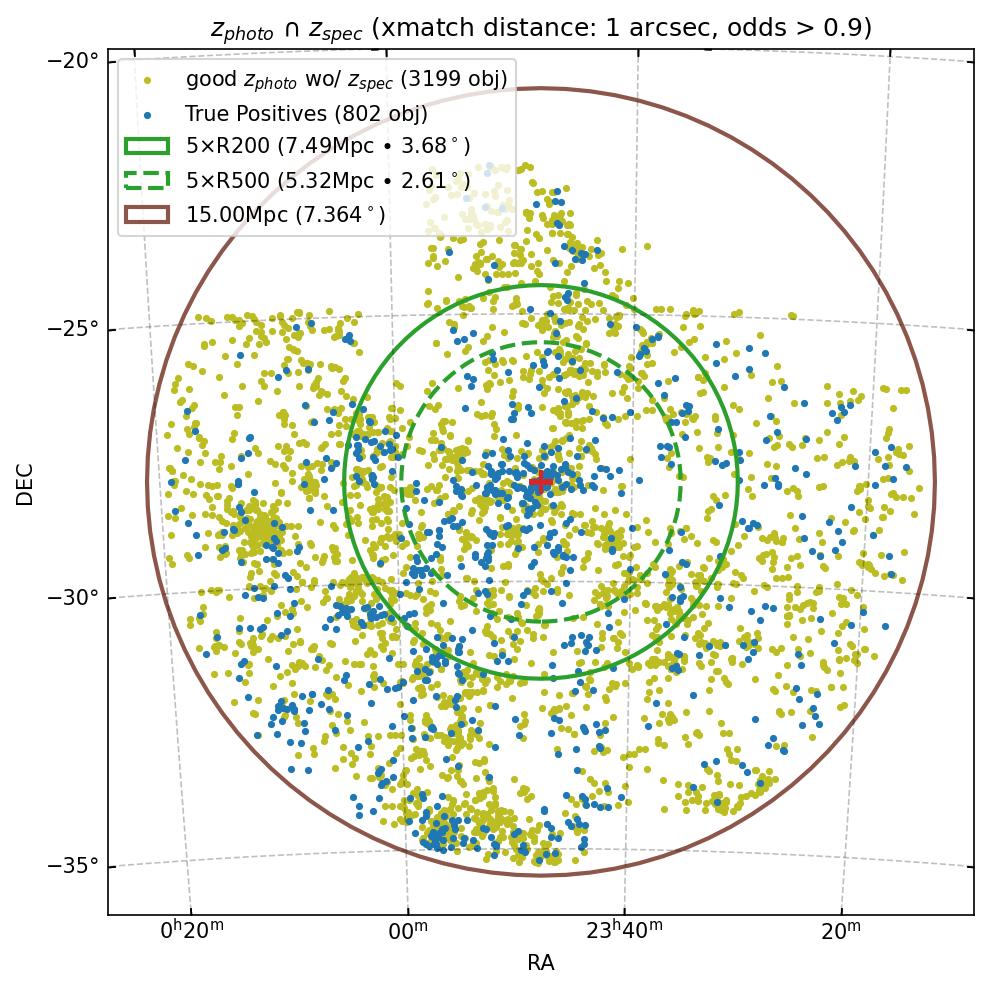 z_photo ∩ z_spec (xmatch distance: 1 arcsec, odds > 0.9)
good z_photo wo/ z_spec (3199 obj)
True Positives (802 obj)
5×R200 (7.49Mpc • 3.68°)
5×R500 (5.32Mpc • 2.61°)
15.00Mpc (7.364°)
−20°
−25°
−30°
−35°
DEC
0h20m 00m 23h40m 20m
RA